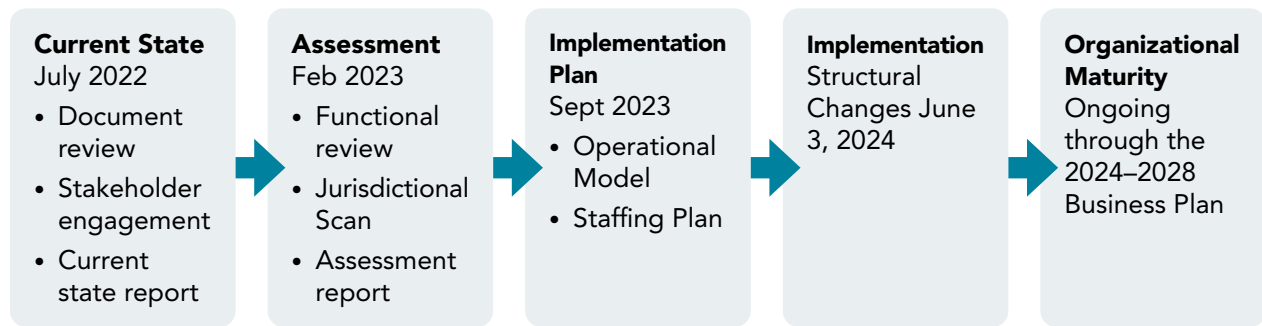 Current State
July 2022
• Document
review
• Stakeholder
engagement
• Current
state report
Assessment
Feb 2023
• Functional
review
• Jurisdictional
Scan
• Assessment
report
Implementation
Plan
Sept 2023
• Operational
Model
• Staffing Plan
Implementation
Structural
Changes June
3, 2024
Organizational
Maturity
Ongoing
through the
2024–2028
Business Plan